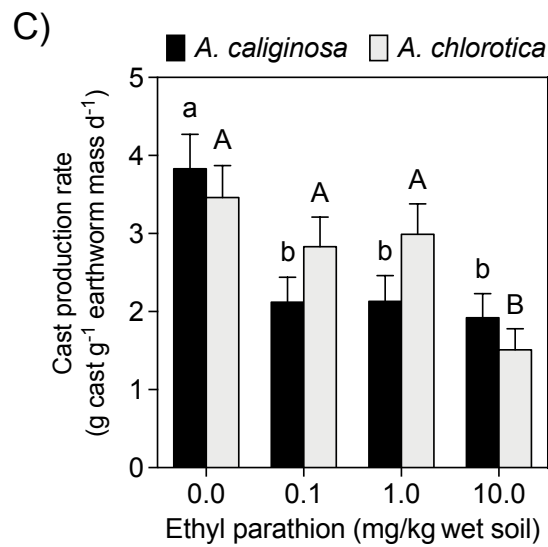 C)
A. caliginosa A. chlorotica
Cast production rate
(g cast g⁻¹ earthworm mass d⁻¹)
5
4
3
2
1
0
a A b A b A b B
0.0 0.1 1.0 10.0
Ethyl parathion (mg/kg wet soil)